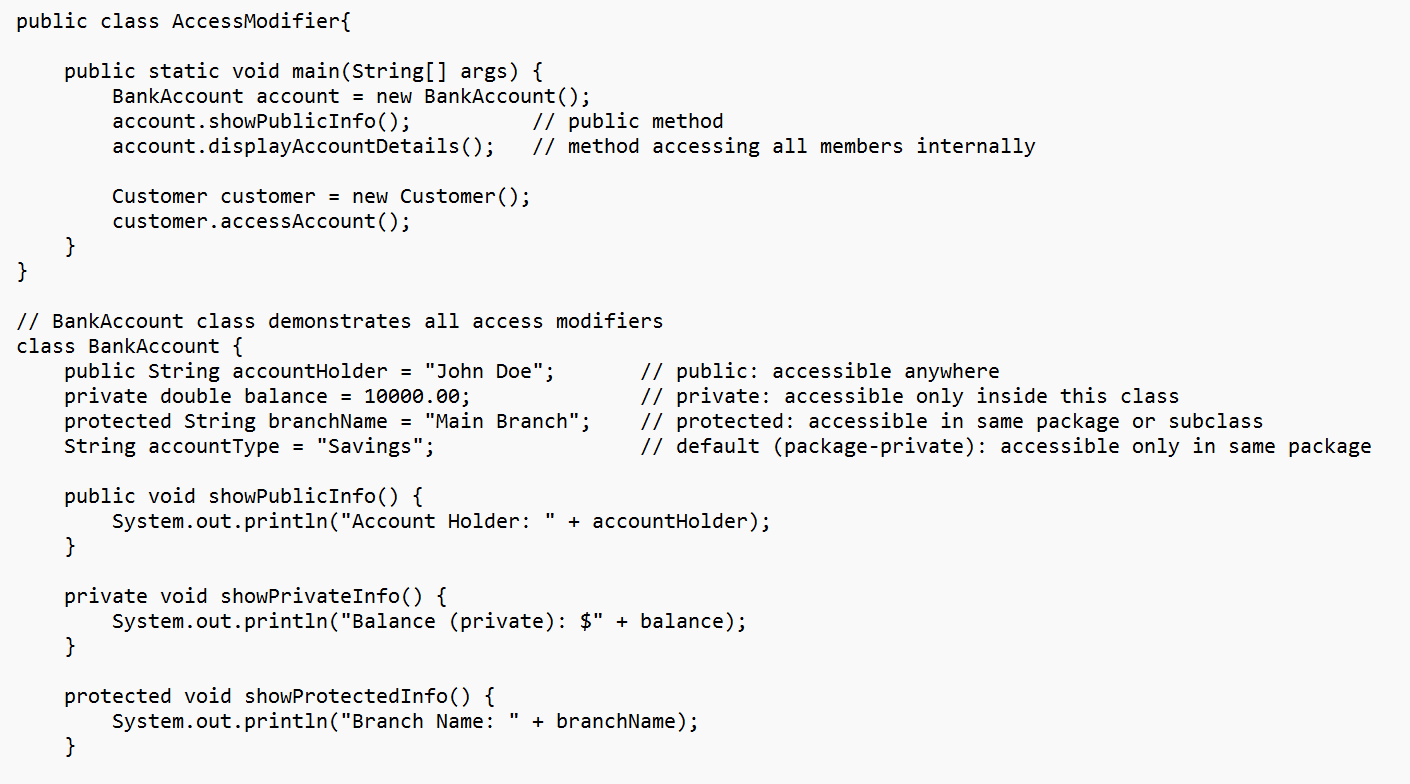 public class AccessModifier{
    public static void main(String[] args) {
        BankAccount account = new BankAccount();
        account.showPublicInfo();          // public method
        account.displayAccountDetails();   // method accessing all members internally
        Customer customer = new Customer();
        customer.accessAccount();
    }
}
// BankAccount class demonstrates all access modifiers
class BankAccount {
    public String accountHolder = "John Doe";       // public: accessible anywhere
    private double balance = 10000.00;              // private: accessible only inside this class
    protected String branchName = "Main Branch";    // protected: accessible in same package or subclass
    String accountType = "Savings";                 // default (package-private): accessible only in same package
    public void showPublicInfo() {
        System.out.println("Account Holder: " + accountHolder);
    }
    private void showPrivateInfo() {
        System.out.println("Balance (private): $" + balance);
    }
    protected void showProtectedInfo() {
        System.out.println("Branch Name: " + branchName);
    }